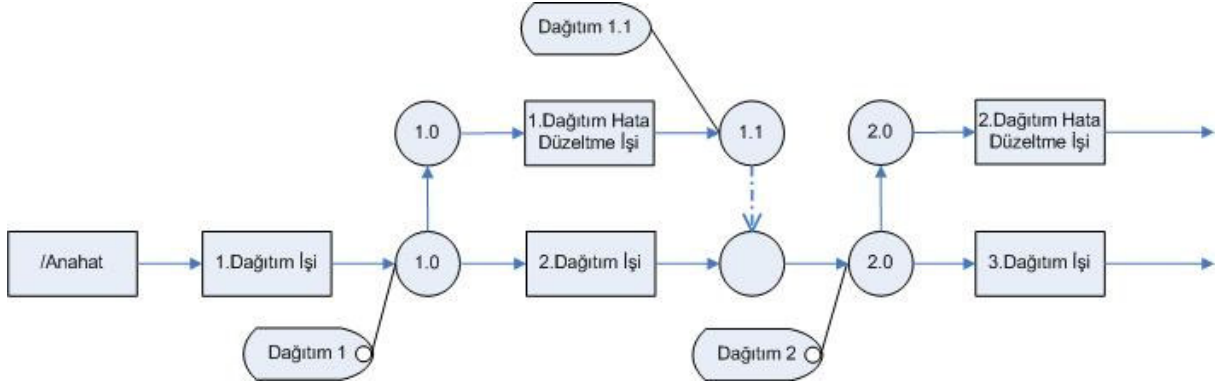 Dağıtım 1.1
1.0
1.Dağıtım Hata
Düzeltme İşi
1.1
2.0
2.Dağıtım Hata
Düzeltme İşi
/Anahat
1.Dağıtım İşi
1.0
2.Dağıtım İşi
2.0
3.Dağıtım İşi
Dağıtım 1
Dağıtım 2